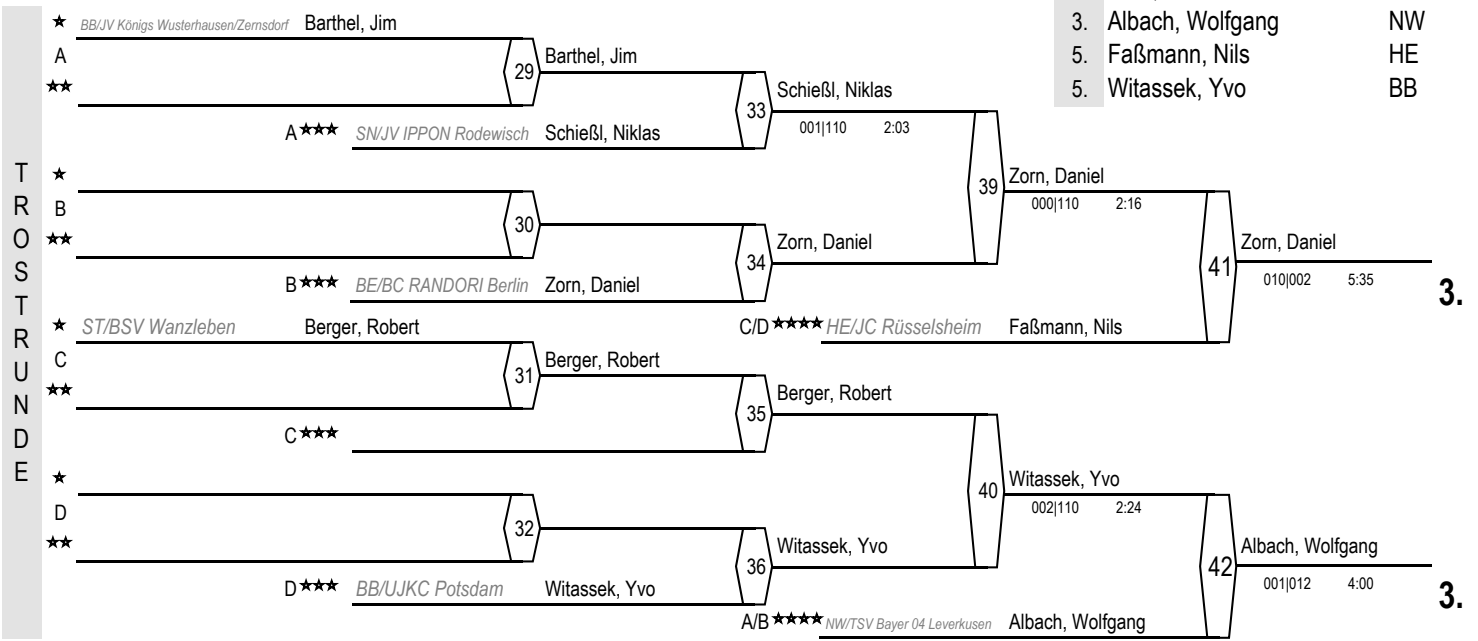 3. Albach, Wolfgang NW
5. Faßmann, Nils HE
5. Witassek, Yvo BB
TROSTRUNDE
★ BB/JV Königs Wusterhausen/Zernsdorf Barthel, Jim
A
★★
29 Barthel, Jim
A★★★ SN/JV IPPON Rodewisch Schießl, Niklas
33 Schießl, Niklas
001|110 2:03
★
B
★★
30
B★★★ BE/BC RANDORI Berlin Zorn, Daniel
34 Zorn, Daniel
39 Zorn, Daniel
000|110 2:16
C/D★★★★ HE/JC Rüsselsheim Faßmann, Nils
41 Zorn, Daniel
010|002 5:35
3.
★ ST/BSV Wanzleben Berger, Robert
C
★★
31 Berger, Robert
C★★★
35 Berger, Robert
★
D
★★
32
D★★★ BB/UJKC Potsdam Witassek, Yvo
36 Witassek, Yvo
40 Witassek, Yvo
002|110 2:24
A/B★★★★ NW/TSV Bayer 04 Leverkusen Albach, Wolfgang
42 Albach, Wolfgang
001|012 4:00
3.